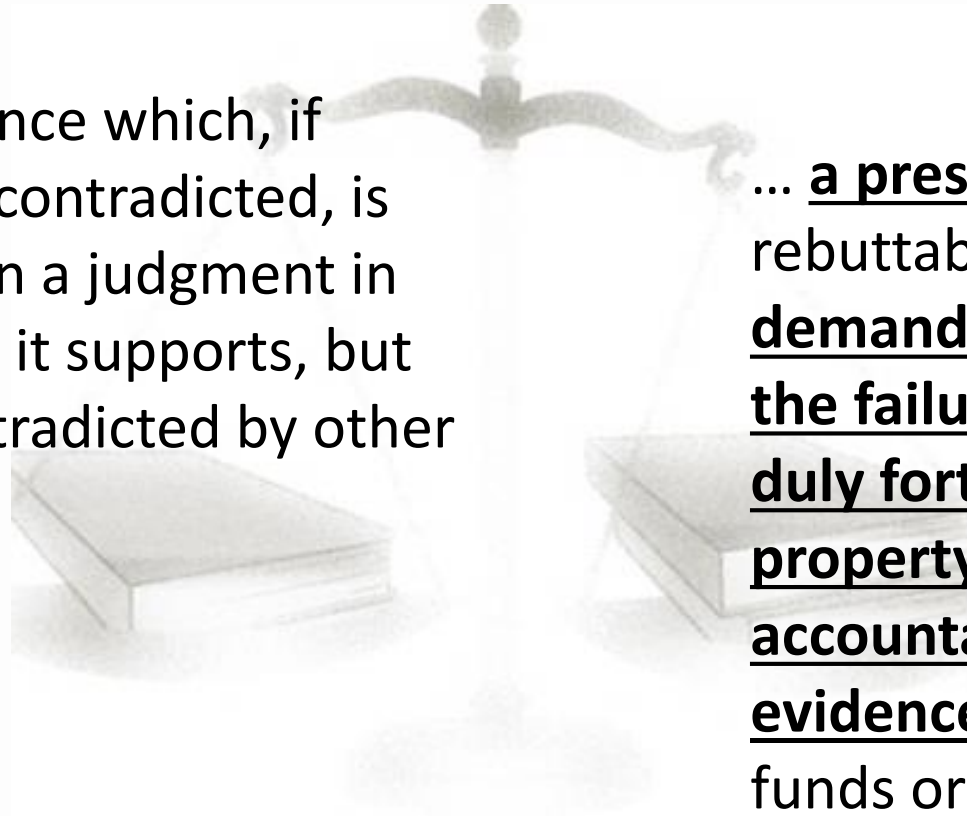 nce which, if
contradicted, is
n a judgment in
it supports, but
tradicted by other
... a pres
rebuttab
demand
the failu
duly fort
property
accounta
evidence
funds or